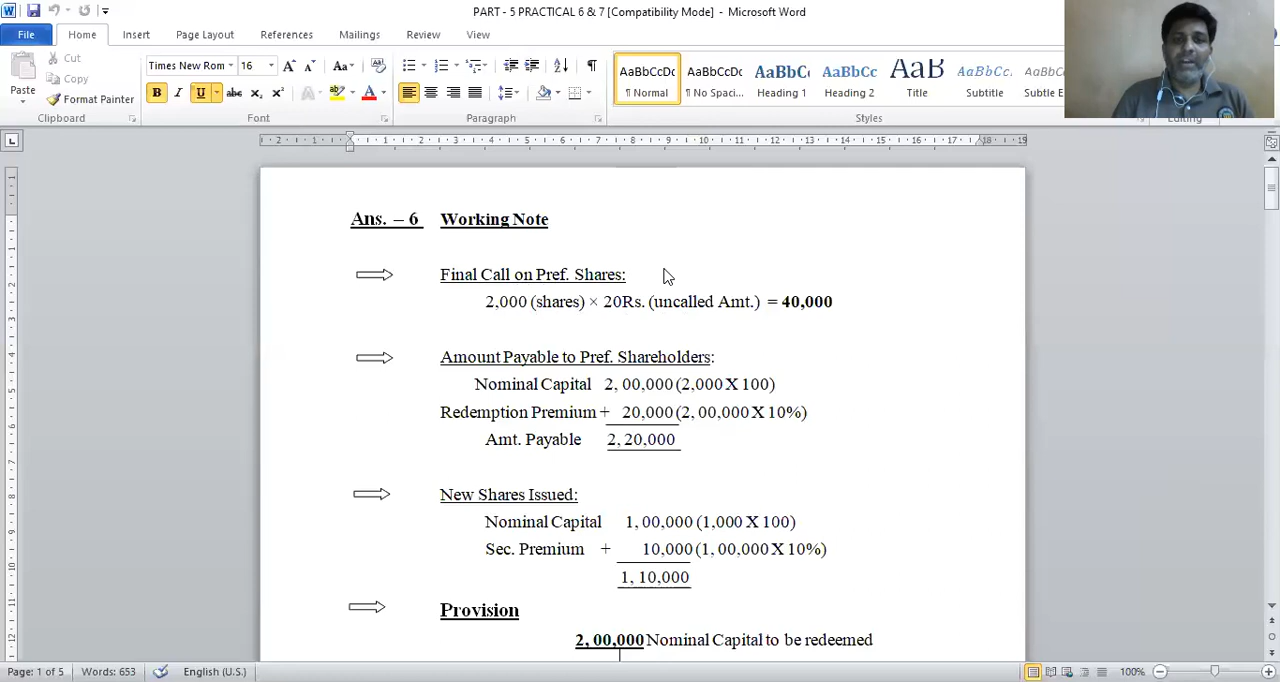 PART - 5 PRACTICAL 6 & 7 [Compatibility Mode] - Microsoft Word
File Home Insert Page Layout References Mailings Review View
Paste
Cut
Copy
Format Painter
Clipboard
Times New Rom 16
Font
Paragraph
AaBbCcDc AaBbCcDc AaBbCc AaBbCc AaB AaBbCcDc AaBbCcDc
¶ Normal ¶ No Spaci... Heading 1 Heading 2 Title Subtitle Subtle E
Styles
Ans. – 6 Working Note
Final Call on Pref. Shares:
2,000 (shares) × 20Rs. (uncalled Amt.) = 40,000
Amount Payable to Pref. Shareholders:
Nominal Capital 2, 00,000 (2,000 X 100)
Redemption Premium + 20,000 (2, 00,000 X 10%)
Amt. Payable 2, 20,000
New Shares Issued:
Nominal Capital 1, 00,000 (1,000 X 100)
Sec. Premium + 10,000 (1, 00,000 X 10%)
1, 10,000
Provision
2, 00,000 Nominal Capital to be redeemed
Page: 1 of 5 Words: 653 English (U.S.) 100%